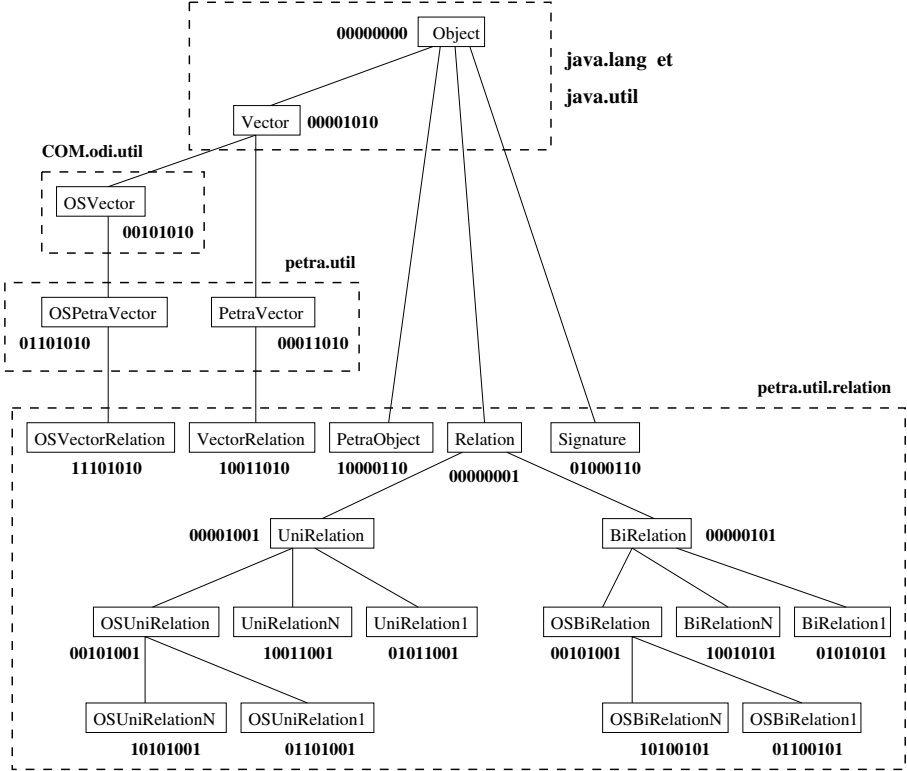 00000000 Object
java.lang et
java.util
Vector 00001010
COM.odi.util
OSVector
00101010
petra.util
OSPetraVector PetraVector
01101010 00011010
petra.util.relation
OSVectorRelation VectorRelation PetraObject Relation Signature
11101010 10011010 10000110 00000001 01000110
00001001 UniRelation BiRelation 00000101
OSUniRelation UniRelationN UniRelation1 OSBiRelation BiRelationN BiRelation1
00101001 10011001 01011001 00101001 10010101 01010101
OSUniRelationN OSUniRelation1 OSBiRelationN OSBiRelation1
10101001 01101001 10100101 01100101